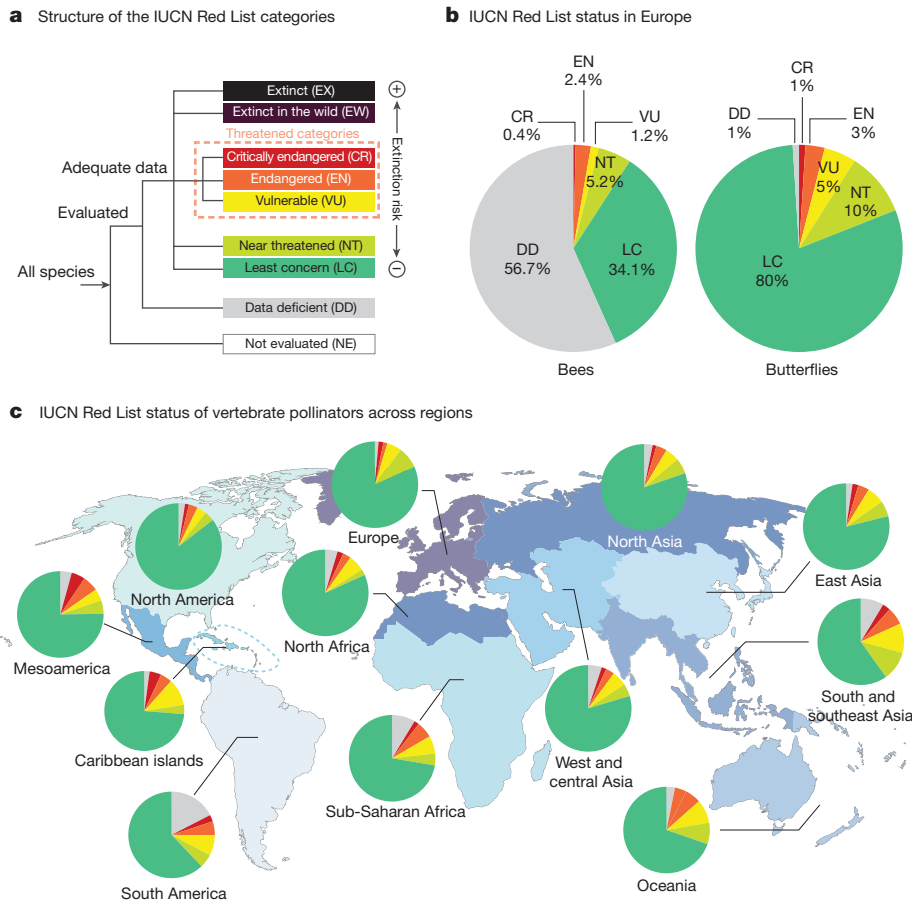 a Structure of the IUCN Red List categories
Extinct (EX)
Extinct in the wild (EW)
Threatened categories
Critically endangered (CR)
Endangered (EN)
Vulnerable (VU)
Near threatened (NT)
Least concern (LC)
Data deficient (DD)
Not evaluated (NE)
Adequate data
Evaluated
All species
+
Extinction risk
−
b IUCN Red List status in Europe
EN
2.4%
CR
0.4%
VU
1.2%
NT
5.2%
DD
56.7%
LC
34.1%
Bees
CR
1%
DD
1%
EN
3%
VU
5%
NT
10%
LC
80%
Butterflies
c IUCN Red List status of vertebrate pollinators across regions
Europe
North Asia
East Asia
North America
North Africa
Mesoamerica
South and
southeast Asia
Caribbean islands
West and
central Asia
Sub-Saharan Africa
South America
Oceania